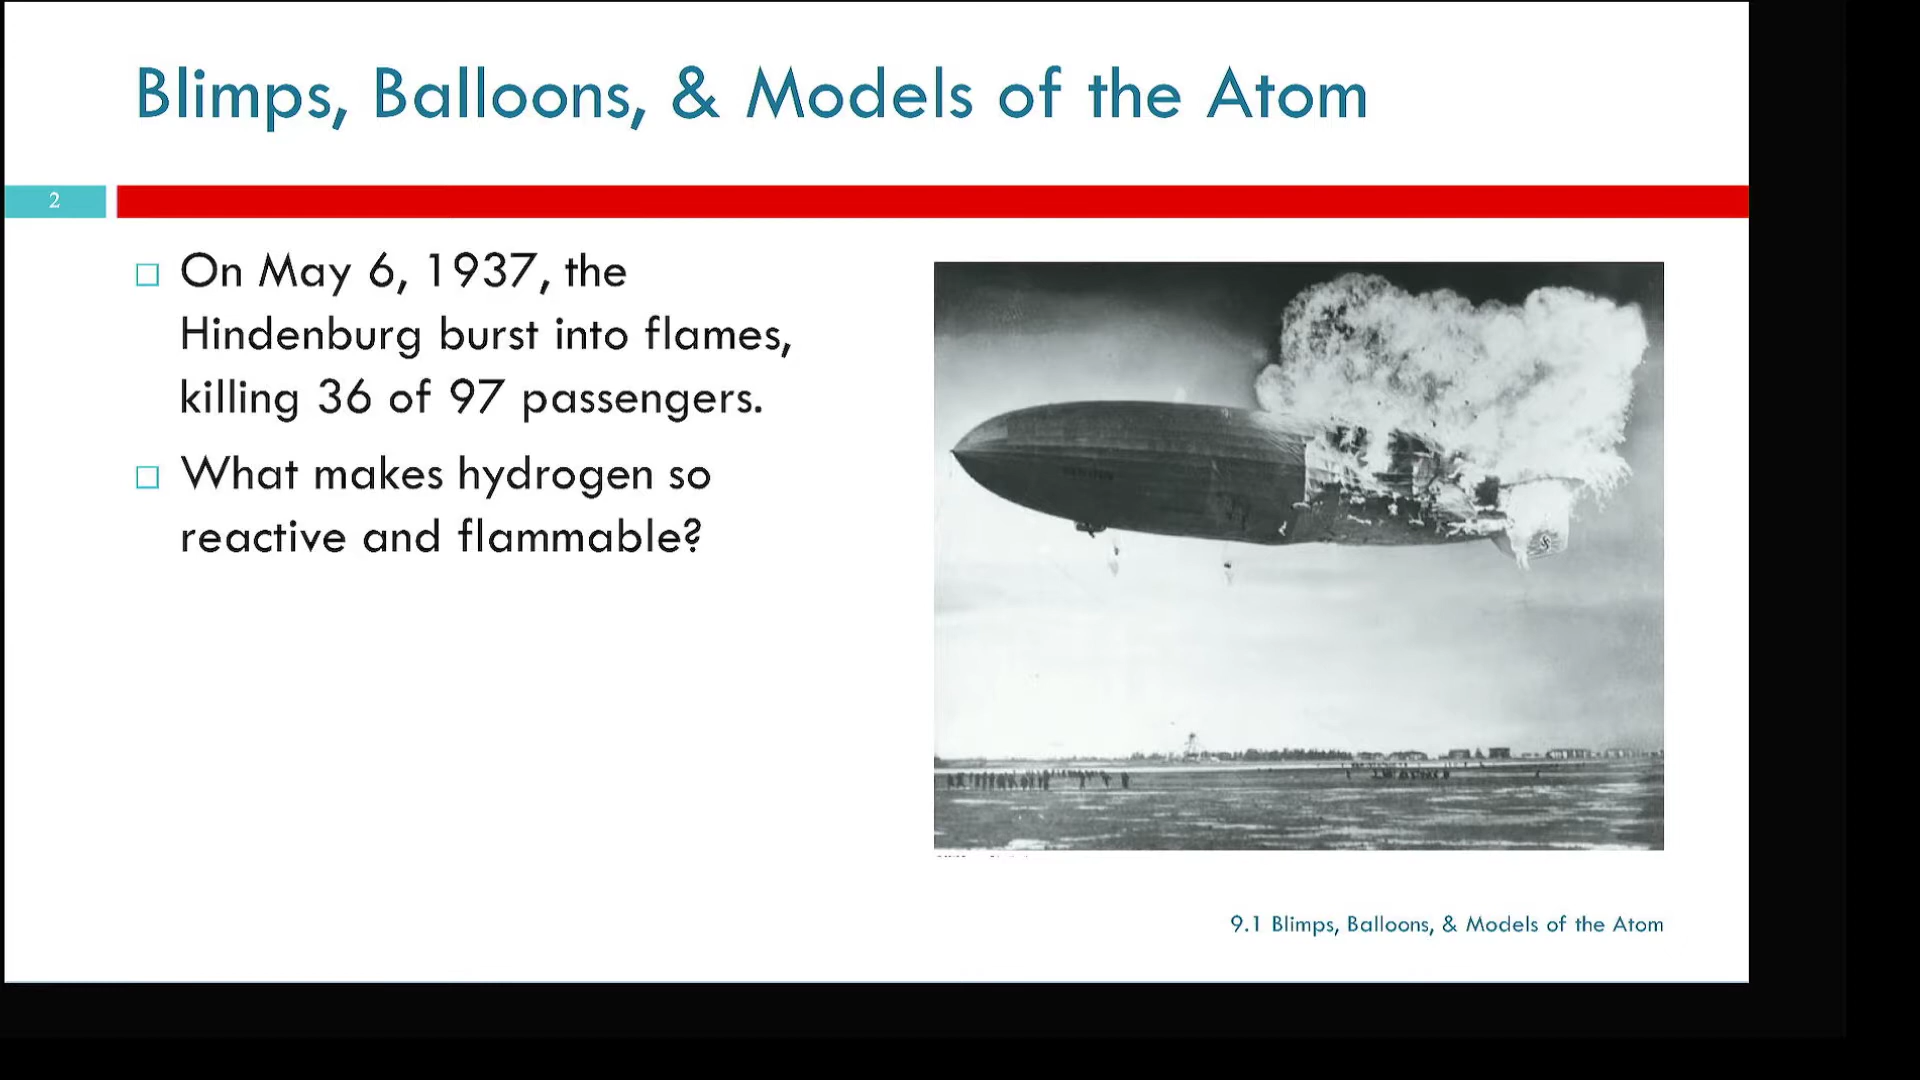 Blimps, Balloons, & Models of the Atom
2
On May 6, 1937, the
Hindenburg burst into flames,
killing 36 of 97 passengers.
What makes hydrogen so
reactive and flammable?
9.1 Blimps, Balloons, & Models of the Atom